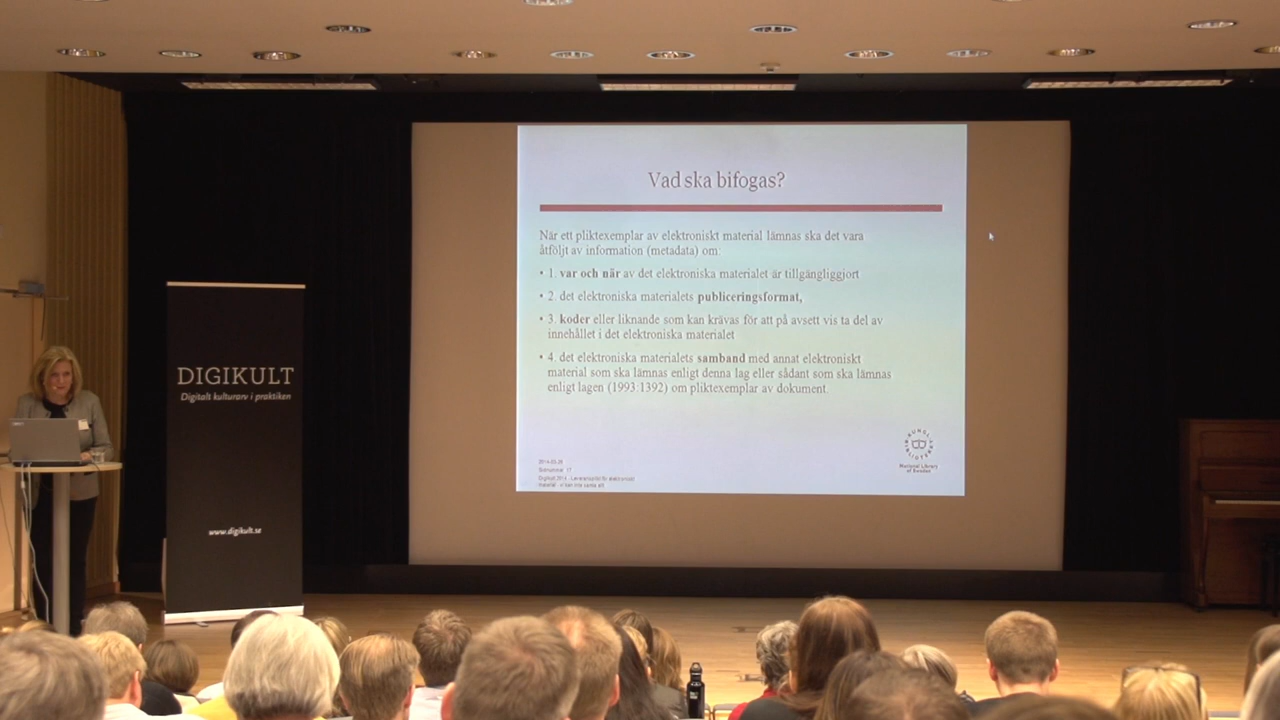 Vad ska bifogas?
När ett pliktexemplar av elektroniskt material lämnas ska det vara
åtföljt av information (metadata) om:
• 1. var och när av det elektroniska materialet är tillgängliggjort
• 2. det elektroniska materialets publiceringsformat,
• 3. koder eller liknande som kan krävas för att på avsett vis ta del av
innehållet i det elektroniska materialet
• 4. det elektroniska materialets samband med annat elektroniskt
material som ska lämnas enligt denna lag eller sådant som ska lämnas
enligt lagen (1993:1392) om pliktexemplar av dokument.
National Library
of Sweden
DIGIKULT
Digitalt kulturarv i praktiken
www.digikult.se